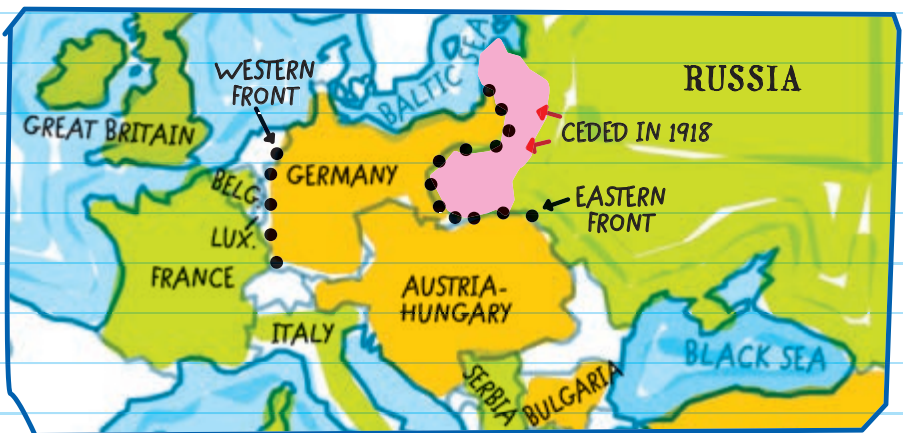 WESTERN
FRONT
BALTIC SEA
RUSSIA
GREAT BRITAIN
CEDED IN 1918
GERMANY
BELG.
EASTERN
FRONT
LUX.
FRANCE
AUSTRIA-
HUNGARY
ITALY
BLACK SEA
SERBIA
BULGARIA